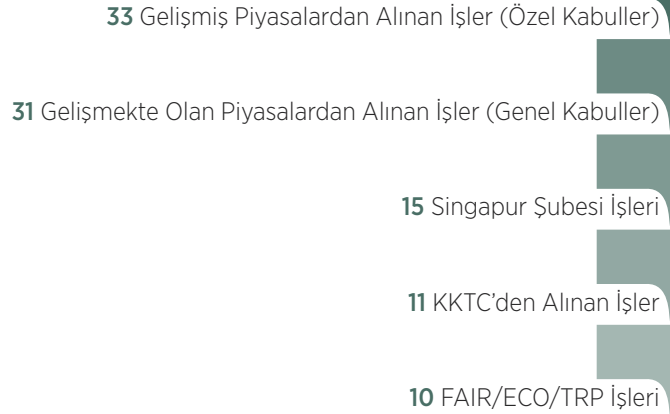 33 Gelişmiş Piyasalardan Alınan İşler (Özel Kabuller)
31 Gelişmekte Olan Piyasalardan Alınan İşler (Genel Kabuller)
15 Singapur Şubesi İşleri
11 KKTC’den Alınan İşler
10 FAIR/ECO/TRP İşleri